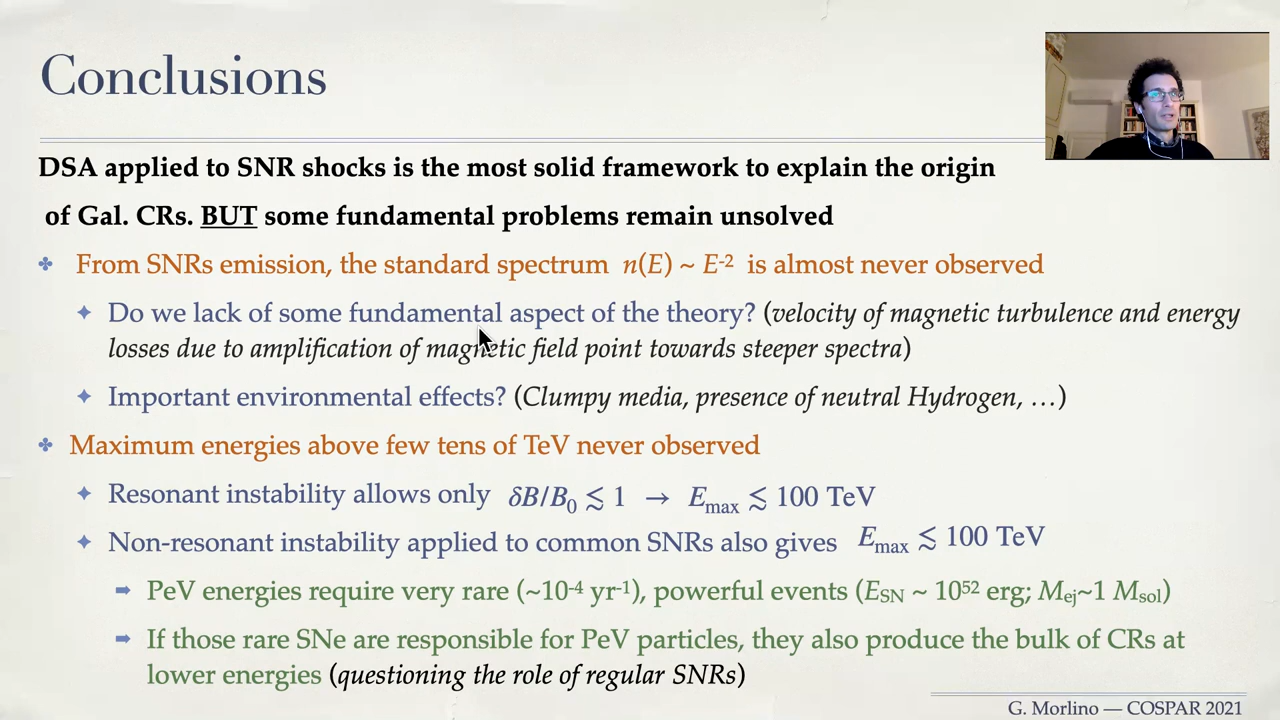 Conclusions
DSA applied to SNR shocks is the most solid framework to explain the origin
of Gal. CRs. BUT some fundamental problems remain unsolved
From SNRs emission, the standard spectrum n(E) ~ E⁻² is almost never observed
Do we lack of some fundamental aspect of the theory? (velocity of magnetic turbulence and energy
losses due to amplification of magnetic field point towards steeper spectra)
Important environmental effects? (Clumpy media, presence of neutral Hydrogen, …)
Maximum energies above few tens of TeV never observed
Resonant instability allows only δB/B₀ ≲ 1 → E_max ≲ 100 TeV
Non-resonant instability applied to common SNRs also gives E_max ≲ 100 TeV
➡ PeV energies require very rare (~10⁻⁴ yr⁻¹), powerful events (E_SN ~ 10⁵² erg; M_ej~1 M_sol)
➡ If those rare SNe are responsible for PeV particles, they also produce the bulk of CRs at
lower energies (questioning the role of regular SNRs)
G. Morlino — COSPAR 2021